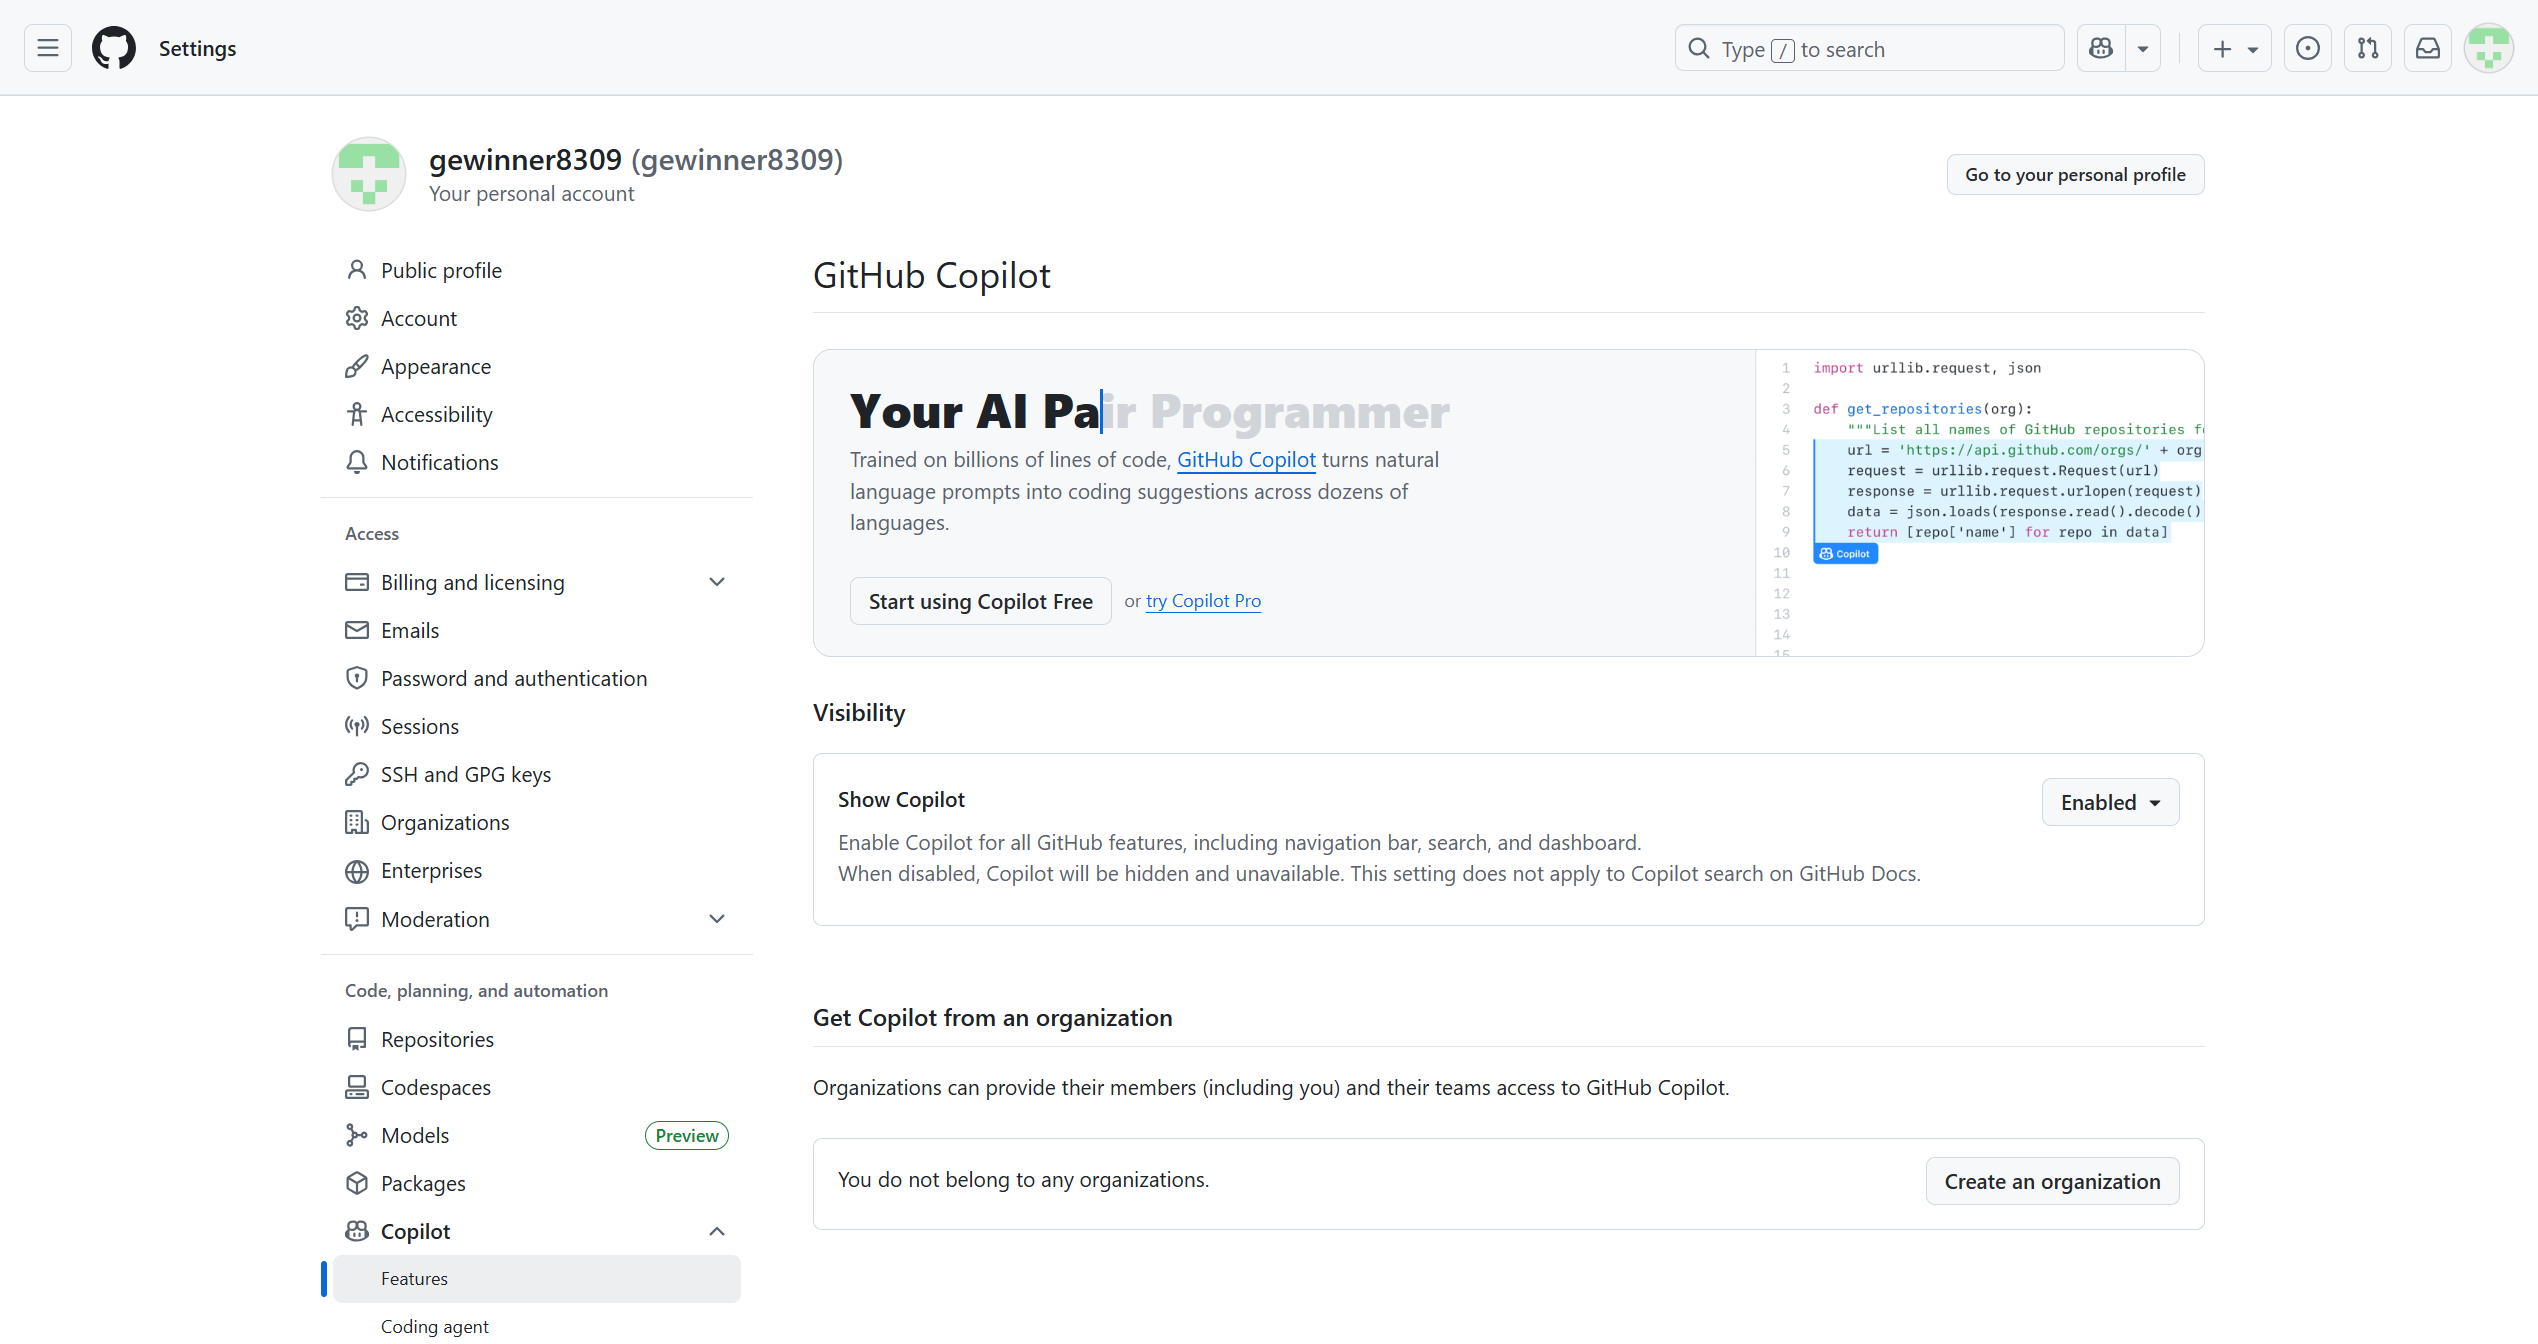 Settings
Type / to search
gewinner8309 (gewinner8309)
Your personal account
Go to your personal profile
Public profile
Account
Appearance
Accessibility
Notifications
Access
Billing and licensing
Emails
Password and authentication
Sessions
SSH and GPG keys
Organizations
Enterprises
Moderation
Code, planning, and automation
Repositories
Codespaces
Models
Preview
Packages
Copilot
Features
Coding agent
GitHub Copilot
Your AI Pair Programmer
Trained on billions of lines of code, GitHub Copilot turns natural
language prompts into coding suggestions across dozens of
languages.
Start using Copilot Free or try Copilot Pro
1 import urllib.request, json
2
3 def get_repositories(org):
4 """List all names of GitHub repositories
5 url = 'https://api.github.com/orgs/' + org
6 request = urllib.request.Request(url)
7 response = urllib.request.urlopen(request)
8 data = json.loads(response.read().decode()
9 return [repo['name'] for repo in data]
10 Copilot
11
12
13
14
15
Visibility
Show Copilot
Enabled
Enable Copilot for all GitHub features, including navigation bar, search, and dashboard.
When disabled, Copilot will be hidden and unavailable. This setting does not apply to Copilot search on GitHub Docs.
Get Copilot from an organization
Organizations can provide their members (including you) and their teams access to GitHub Copilot.
You do not belong to any organizations.
Create an organization